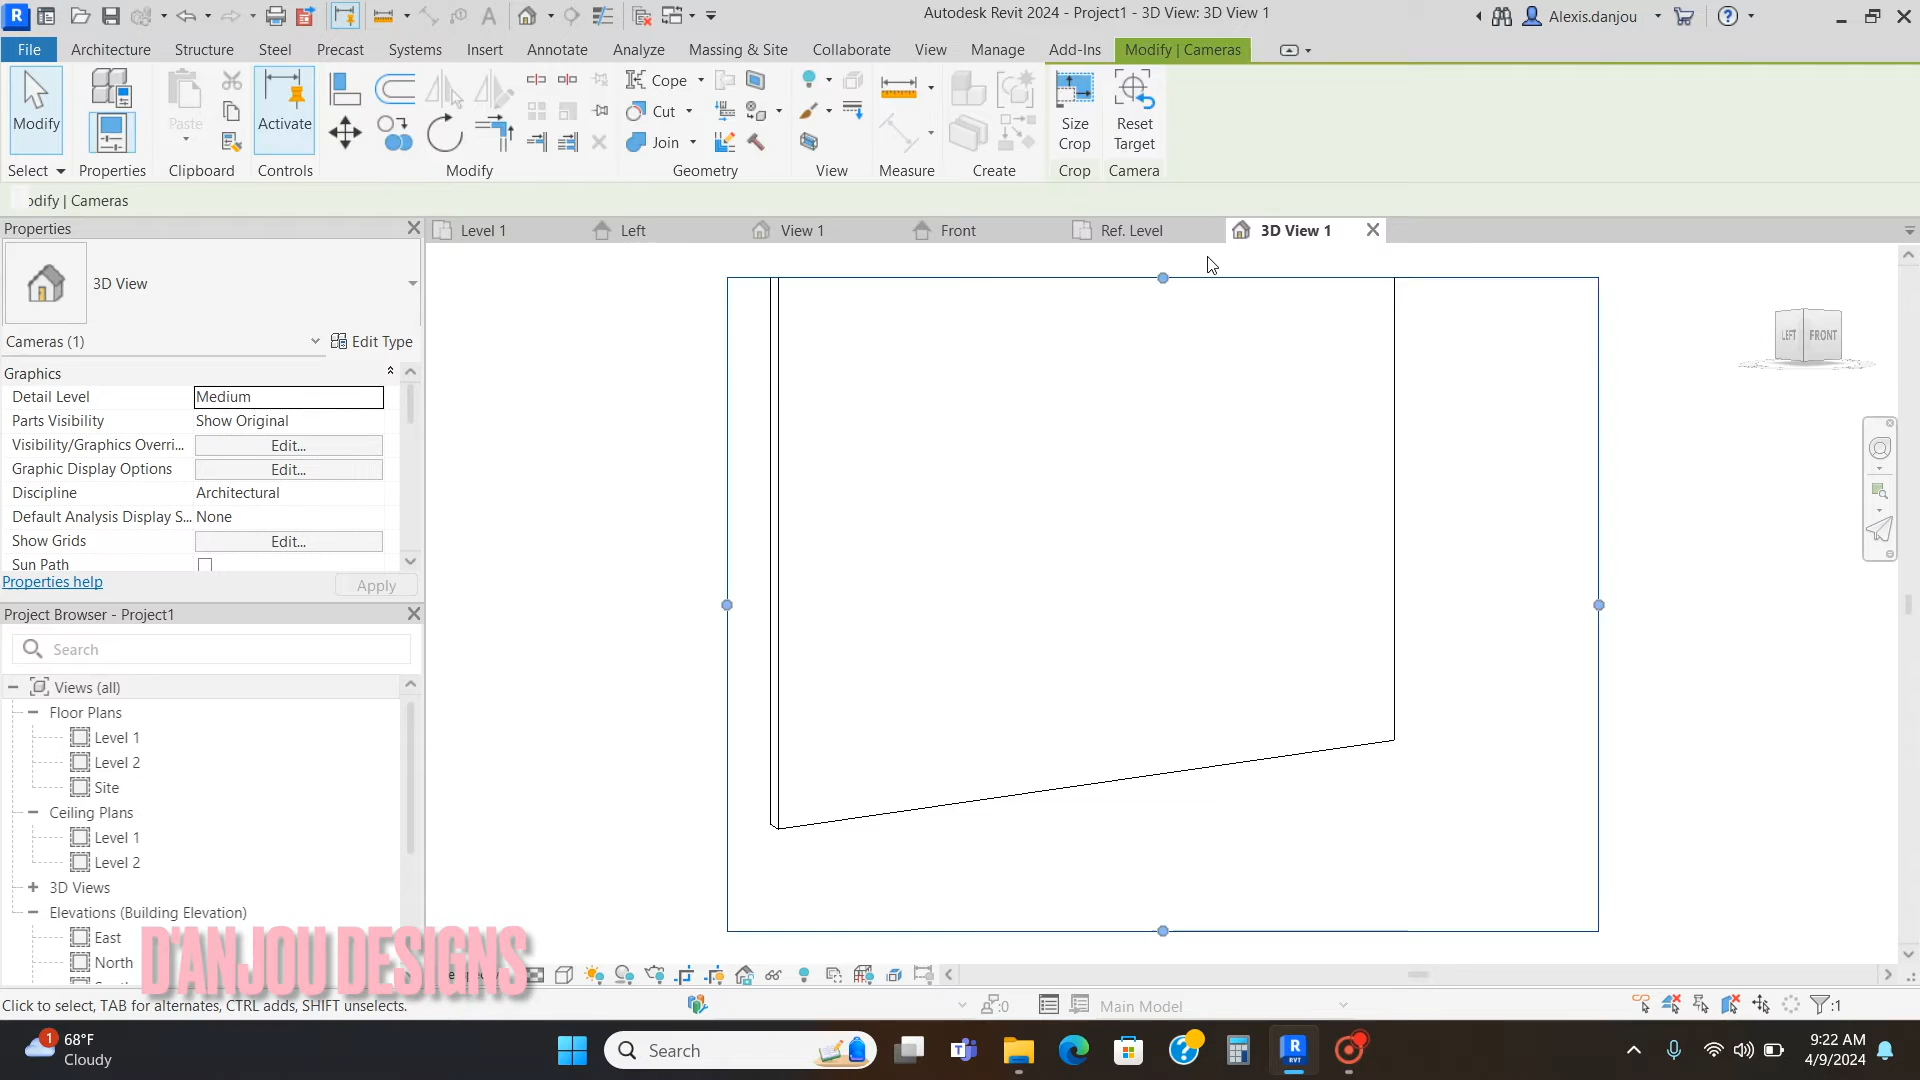 Autodesk Revit 2024 - Project1 - 3D View: 3D View 1
Alexis.danjou
File Architecture Structure Steel Precast Systems Insert Annotate Analyze Massing & Site Collaborate View Manage Add-Ins Modify | Cameras
Modify
Paste
Activate
Cope
Cut
Join
Size Crop
Reset Target
Select Properties Clipboard Controls Modify Geometry View Measure Create Crop Camera
odify | Cameras
Properties
Level 1 Left View 1 Front Ref. Level 3D View 1
3D View
Cameras (1) Edit Type
Graphics
Detail Level Medium
Parts Visibility Show Original
Visibility/Graphics Overri... Edit...
Graphic Display Options Edit...
Discipline Architectural
Default Analysis Display S... None
Show Grids Edit...
Sun Path
Properties help Apply
LEFT FRONT
Project Browser - Project1
Search
Views (all)
Floor Plans
Level 1
Level 2
Site
Ceiling Plans
Level 1
Level 2
3D Views
Elevations (Building Elevation)
East
North
D'ANJOU DESIGNS
Click to select, TAB for alternates, CTRL adds, SHIFT unselects.
:0
Main Model
:1
1
68°F
Cloudy
Search
9:22 AM
4/9/2024